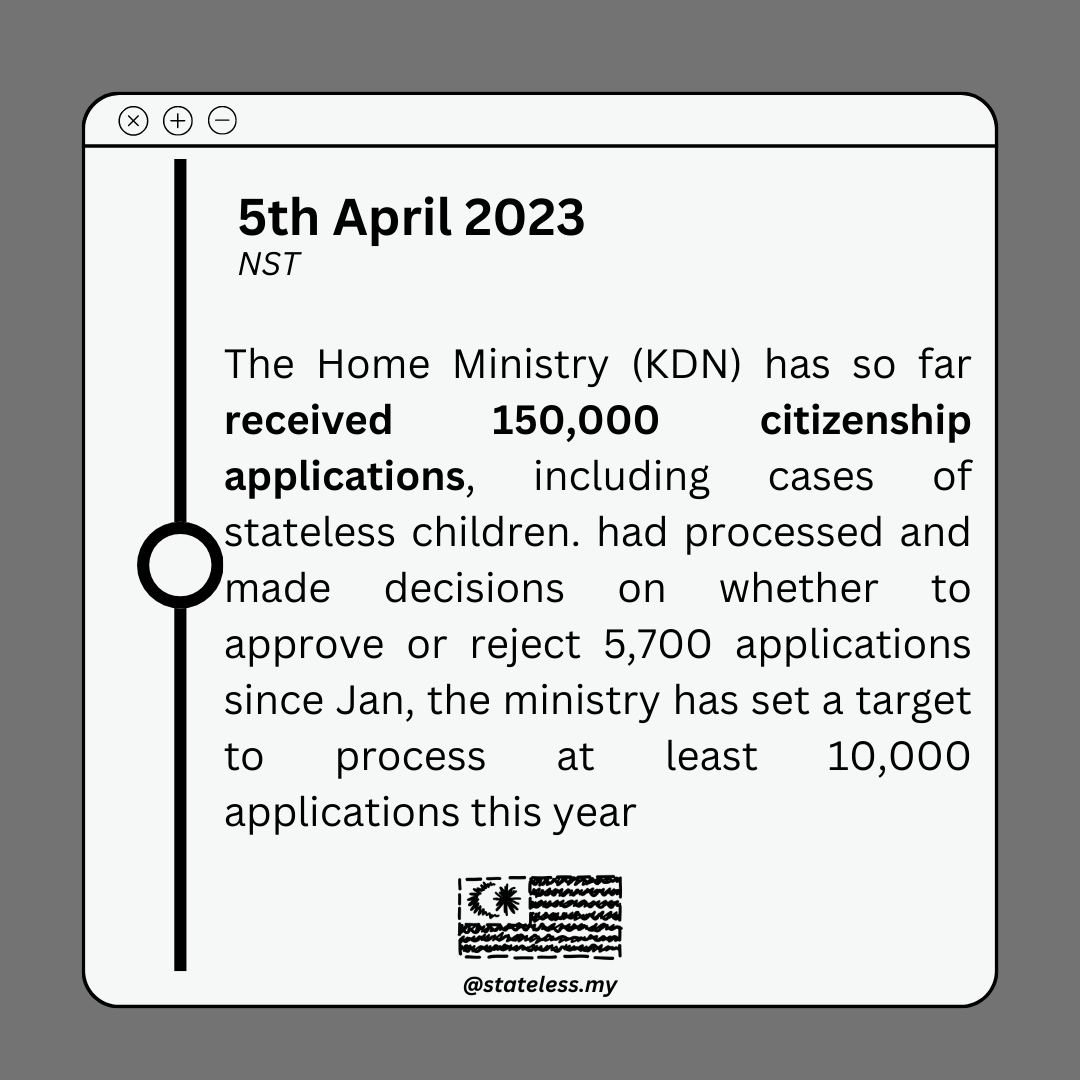 5th April 2023
NST
The Home Ministry (KDN) has so far
received 150,000 citizenship
applications, including cases of
stateless children. had processed and
made decisions on whether to
approve or reject 5,700 applications
since Jan, the ministry has set a target
to process at least 10,000
applications this year
@stateless.my